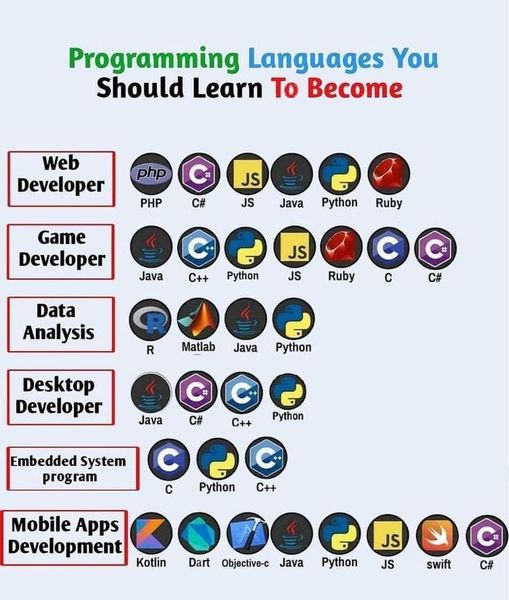 Programming Languages You
Should Learn To Become
Web
Developer
php
C#
JS
PHP C# JS Java Python Ruby
Game
Developer
C++
JS
C
C#
Java C++ Python JS Ruby C C#
Data
Analysis
R
R Matlab Java Python
Desktop
Developer
C#
C++
Java C# C++ Python
Embedded System
program
C
C++
C Python C++
Mobile Apps
Development
JS
C#
Kotlin Dart Objective-c Java Python JS swift C#